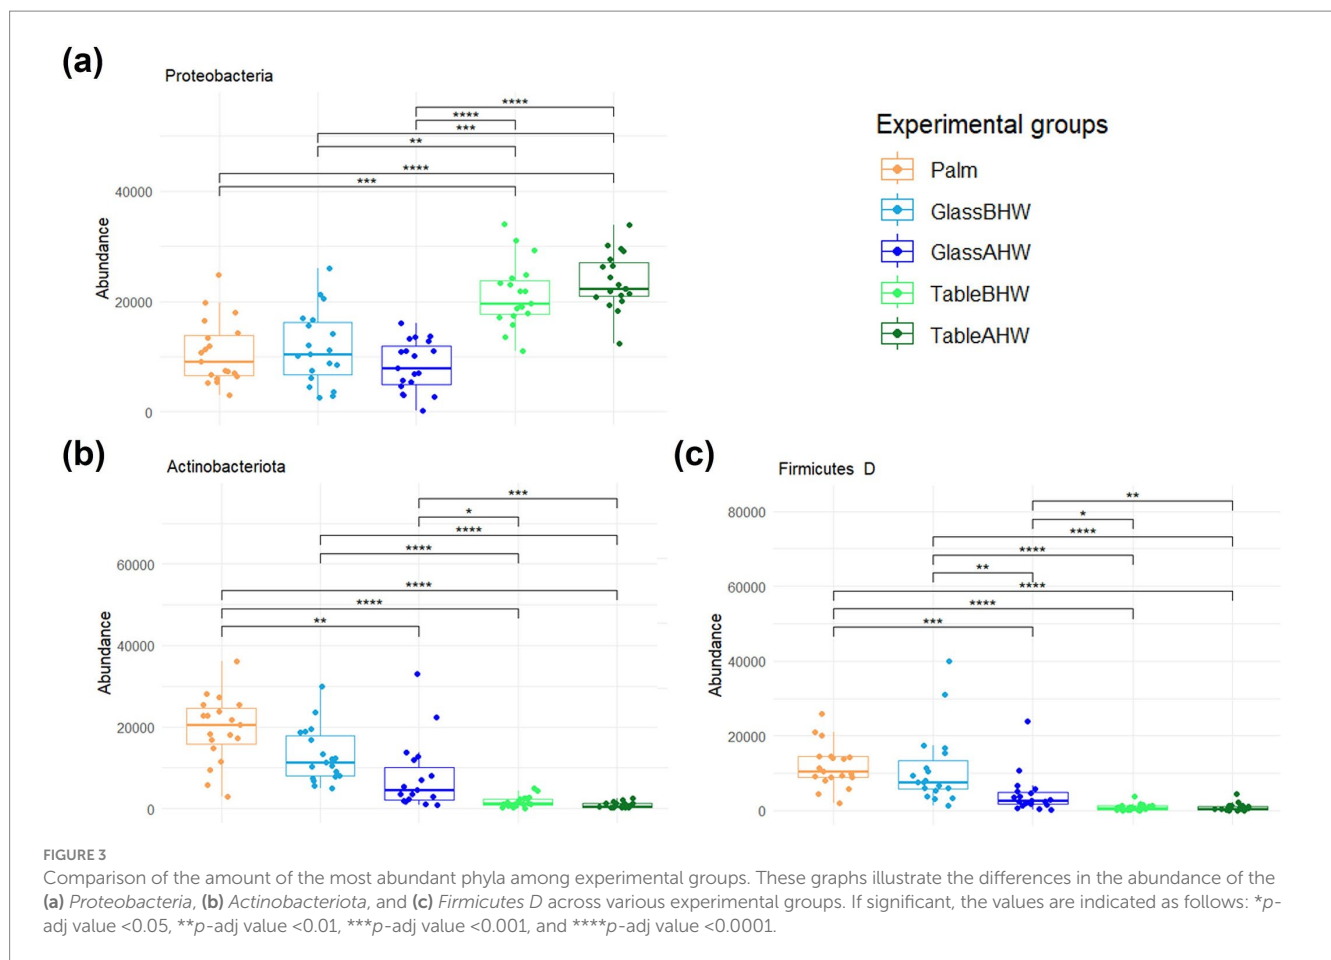 (a)
Proteobacteria
****
****
***
**
****
***
40000
20000
0
Abundance
Experimental groups
Palm
GlassBHW
GlassAHW
TableBHW
TableAHW
(b)
Actinobacteriota
***
*
****
****
****
****
**
60000
40000
20000
0
Abundance
(c)
Firmicutes D
**
*
****
****
**
****
****
***
80000
60000
40000
20000
0
Abundance
FIGURE 3
Comparison of the amount of the most abundant phyla among experimental groups. These graphs illustrate the differences in the abundance of the
(a) Proteobacteria, (b) Actinobacteriota, and (c) Firmicutes D across various experimental groups. If significant, the values are indicated as follows: *p-
adj value <0.05, **p-adj value <0.01, ***p-adj value <0.001, and ****p-adj value <0.0001.